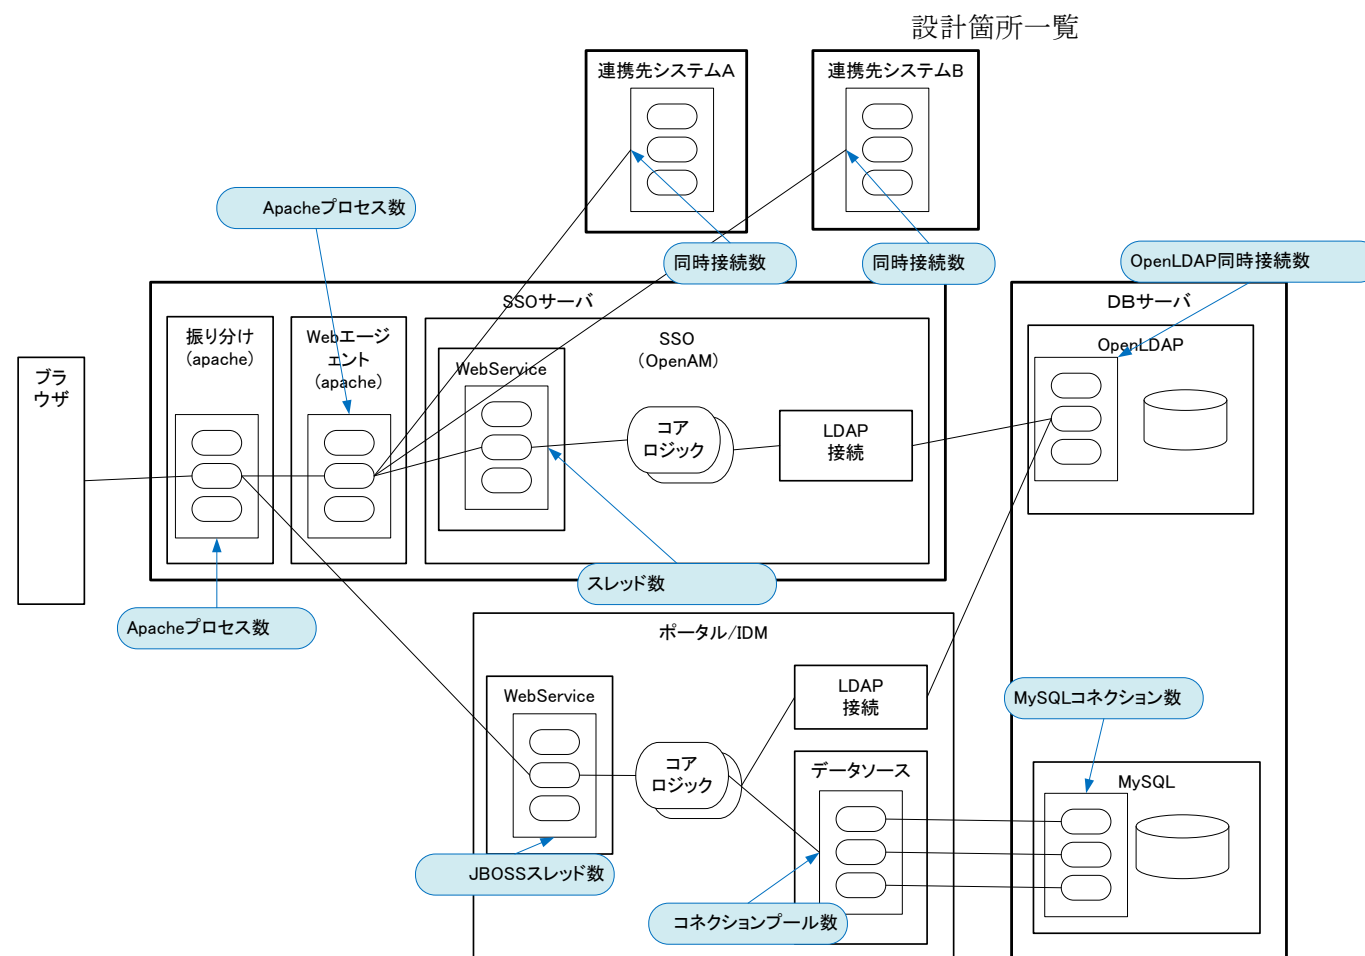 設計箇所一覧
連携先システムA
連携先システムB
Apacheプロセス数
同時接続数
同時接続数
OpenLDAP同時接続数
SSOサーバ
DBサーバ
振り分け
(apache)
Webエージ
ェント
(apache)
SSO
(OpenAM)
OpenLDAP
WebService
ブラ
ウザ
コア
ロジック
LDAP
接続
スレッド数
Apacheプロセス数
ポータル/IDM
WebService
LDAP
接続
MySQLコネクション数
コア
ロジック
データソース
MySQL
JBOSSスレッド数
コネクションプール数